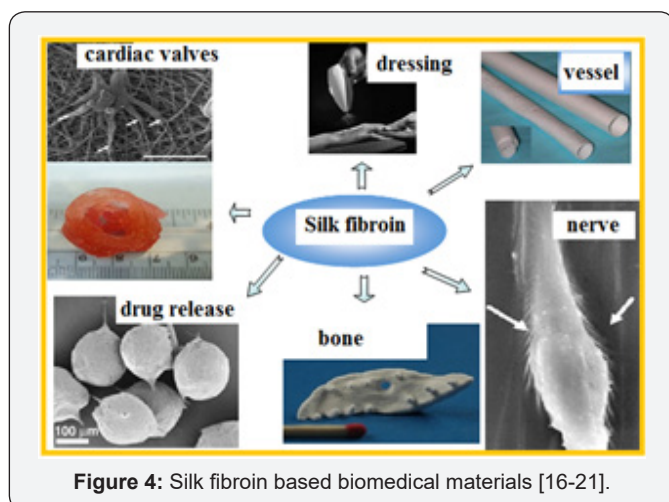 cardiac valves
dressing
vessel
Silk fibroin
nerve
drug release
bone
100 μm
Figure 4: Silk fibroin based biomedical materials [16-21].